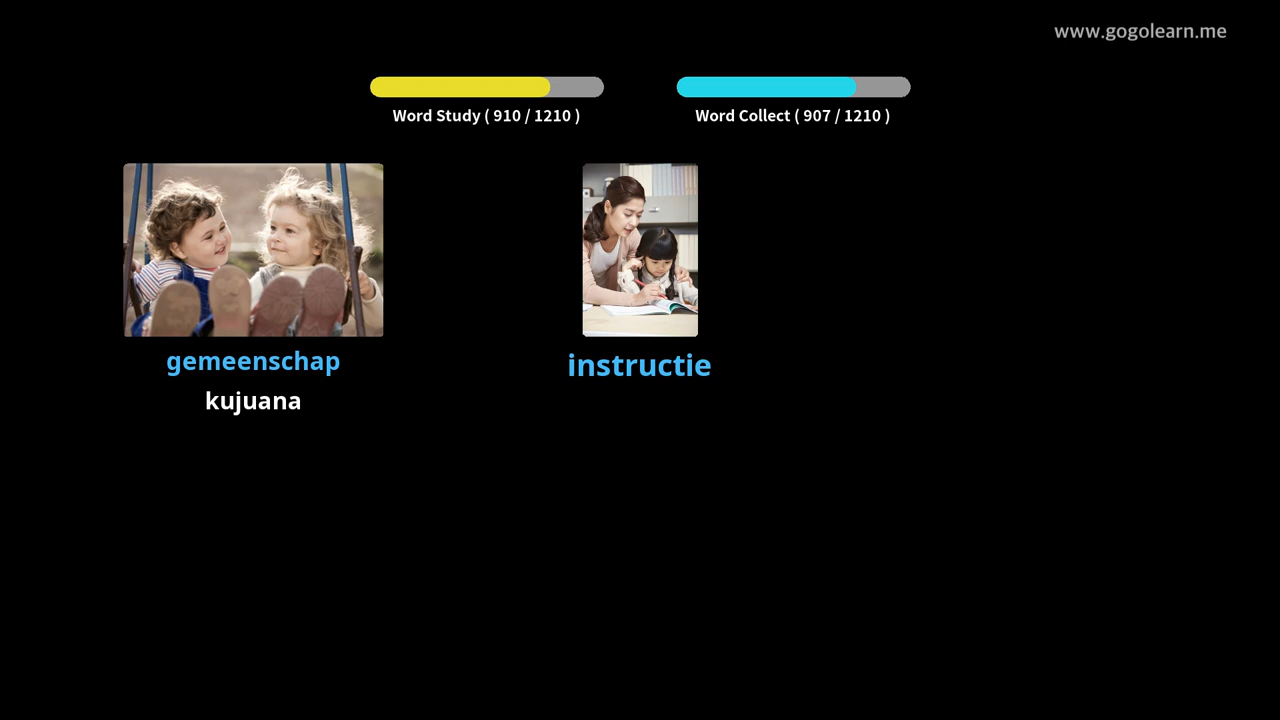 www.gogolearn.me
Word Study ( 910 / 1210 )
Word Collect ( 907 / 1210 )
gemeenschap
kujuana
instructie